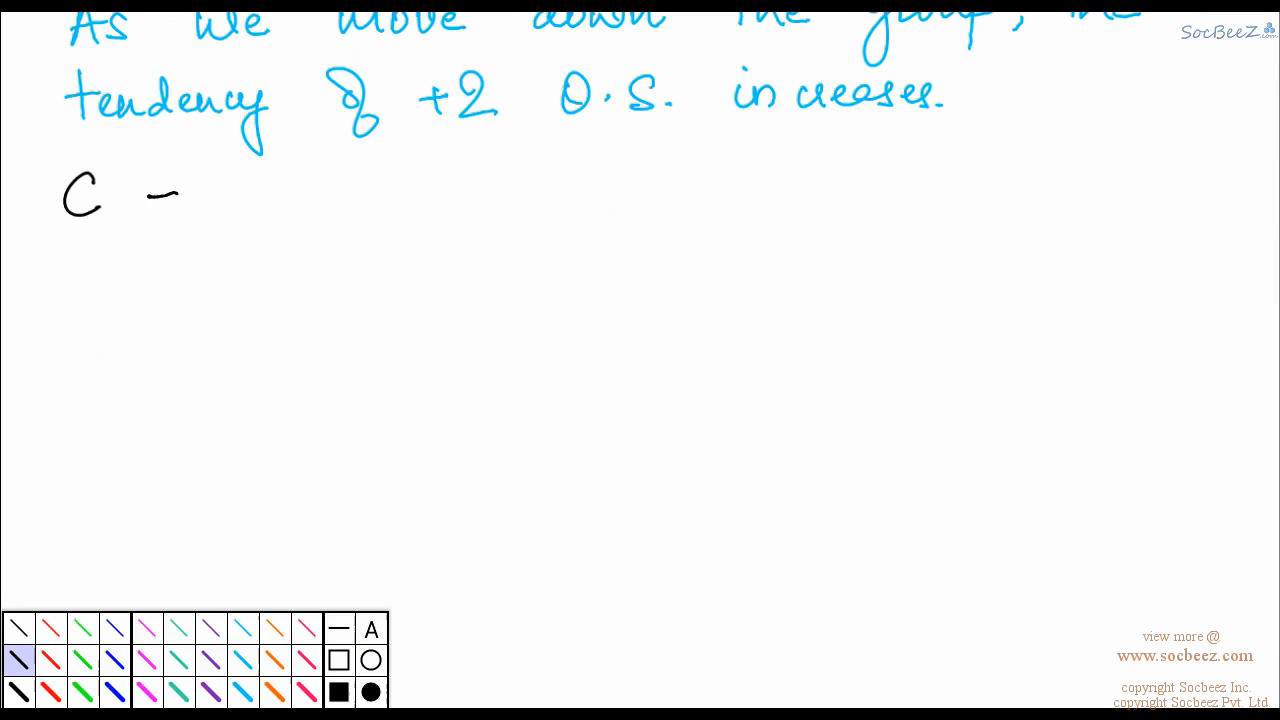 SocBeeZ.com
As we move down the group, the
tendency of +2 O.S. increases.
C -
A
view more @
www.socbeez.com
copyright Socbeez Inc.
copyright Socbeez Pvt. Ltd.